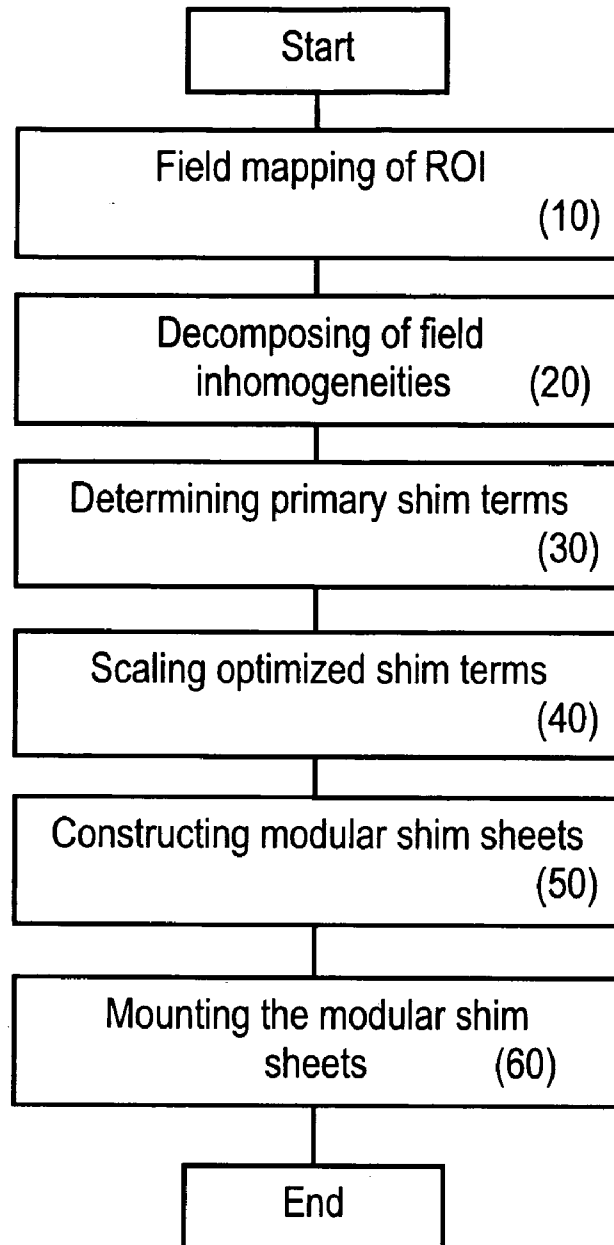 Start
Field mapping of ROI
(10)
Decomposing of field
inhomogeneities (20)
Determining primary shim terms
(30)
Scaling optimized shim terms
(40)
Constructing modular shim sheets
(50)
Mounting the modular shim
sheets (60)
End